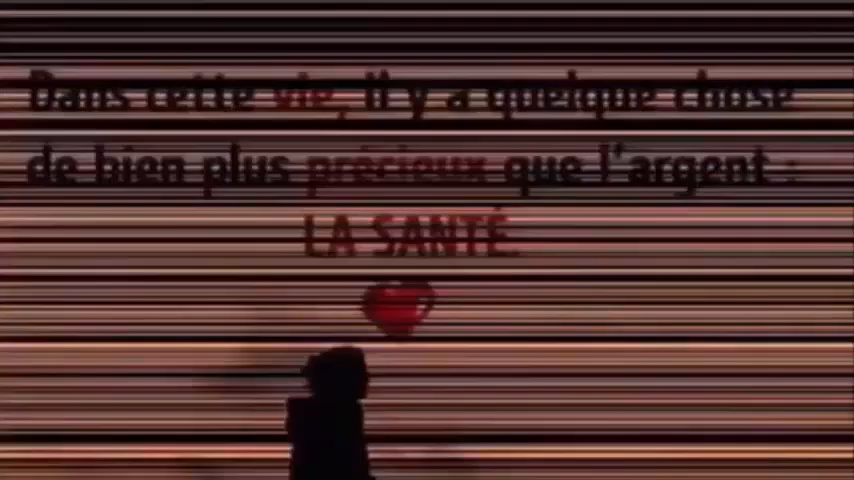 Dans cette vie, il y a quelque chose
de bien plus précieux que l'argent :
LA SANTÉ.